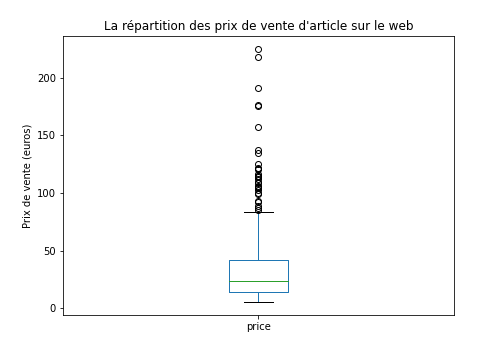 La répartition des prix de vente d'article sur le web
Prix de vente (euros)
200
150
100
50
0
price